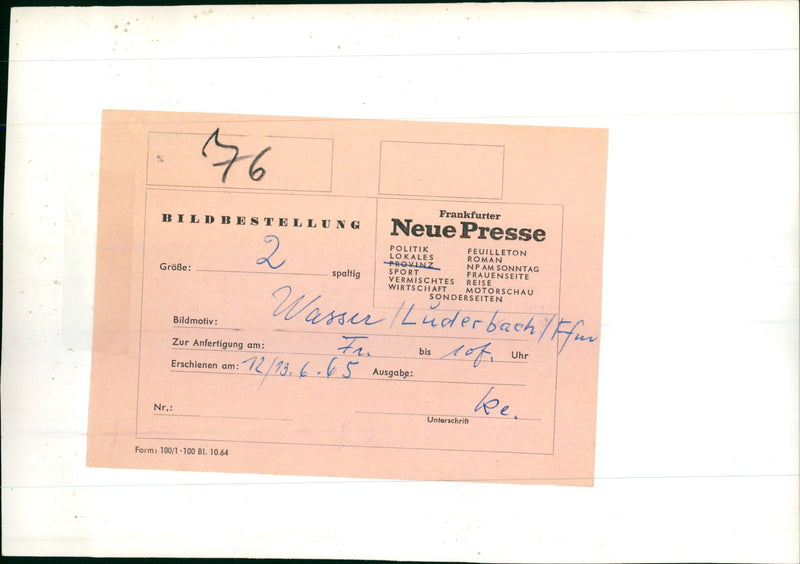 % 76
BILDBESTELLUNG
Größe: 2 spaltig
Frankfurter
Neue Presse
POLITIK
LOKALES
PROVINZ
SPORT
VERMISCHTES
WIRTSCHAFT
FEUILLETON
ROMAN
NP AM SONNTAG
FRAUENSEITE
REISE
MOTORSCHAU
SONDERSEITEN
Bildmotiv: Wasser / Lüderbach / Ffm
Zur Anfertigung am: Fr. bis sof. Uhr
Erschienen am: 12/13.6.65 Ausgabe:
Nr.: ke.
Unterschrift
Form: 100/1 - 100 Bl. 10.64